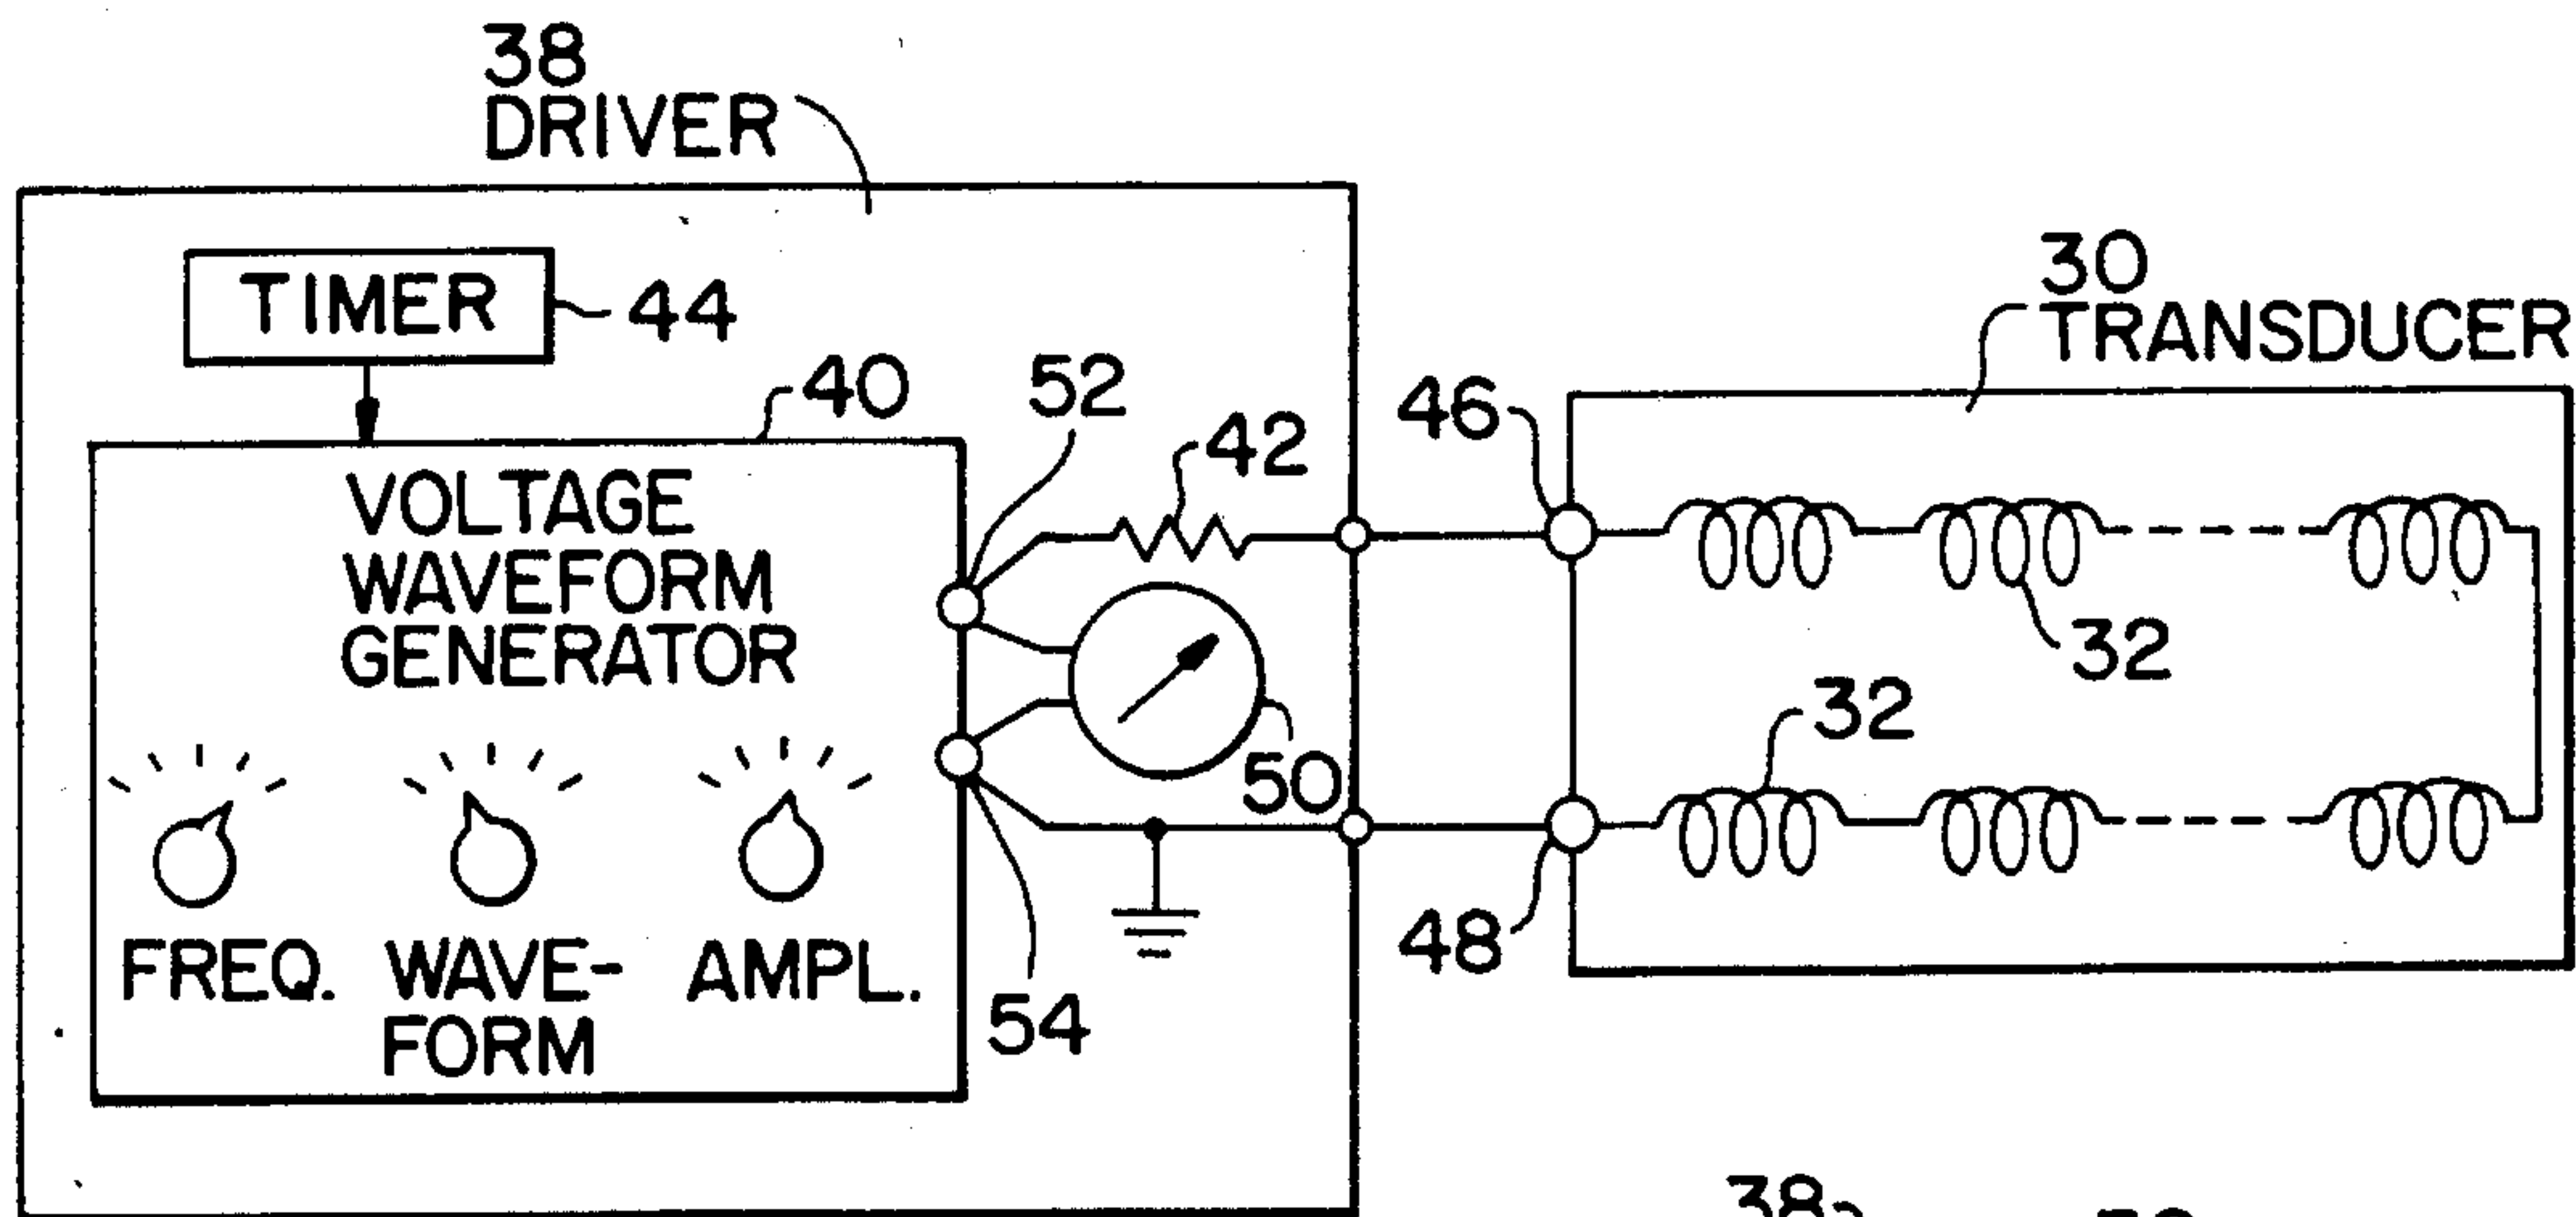 38
DRIVER
30
TRANSDUCER
TIMER
44
40
52
42
46
VOLTAGE
WAVEFORM
GENERATOR
32
32
50
FREQ.
WAVE-
FORM
AMPL.
54
48
38